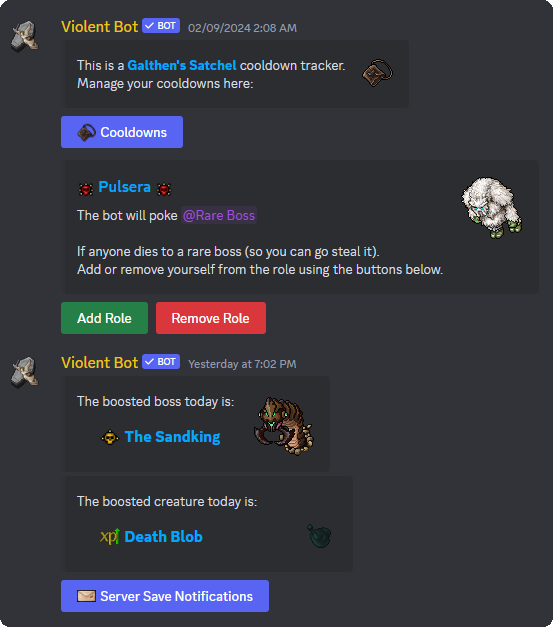 Violent Bot ✓ BOT 02/09/2024 2:08 AM
This is a Galthen's Satchel cooldown tracker.
Manage your cooldowns here:
Cooldowns
Pulsera
The bot will poke @Rare Boss
If anyone dies to a rare boss (so you can go steal it).
Add or remove yourself from the role using the buttons below.
Add Role Remove Role
Violent Bot ✓ BOT Yesterday at 7:02 PM
The boosted boss today is:
The Sandking
The boosted creature today is:
xp Death Blob
Server Save Notifications